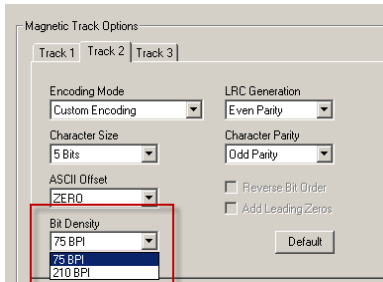 Magnetic Track Options
Track 1 Track 2 Track 3
Encoding Mode
Custom Encoding
LRC Generation
Even Parity
Character Size
5 Bits
Character Parity
Odd Parity
ASCII Offset
ZERO
Reverse Bit Order
Add Leading Zeros
Bit Density
75 BPI
75 BPI
210 BPI
Default